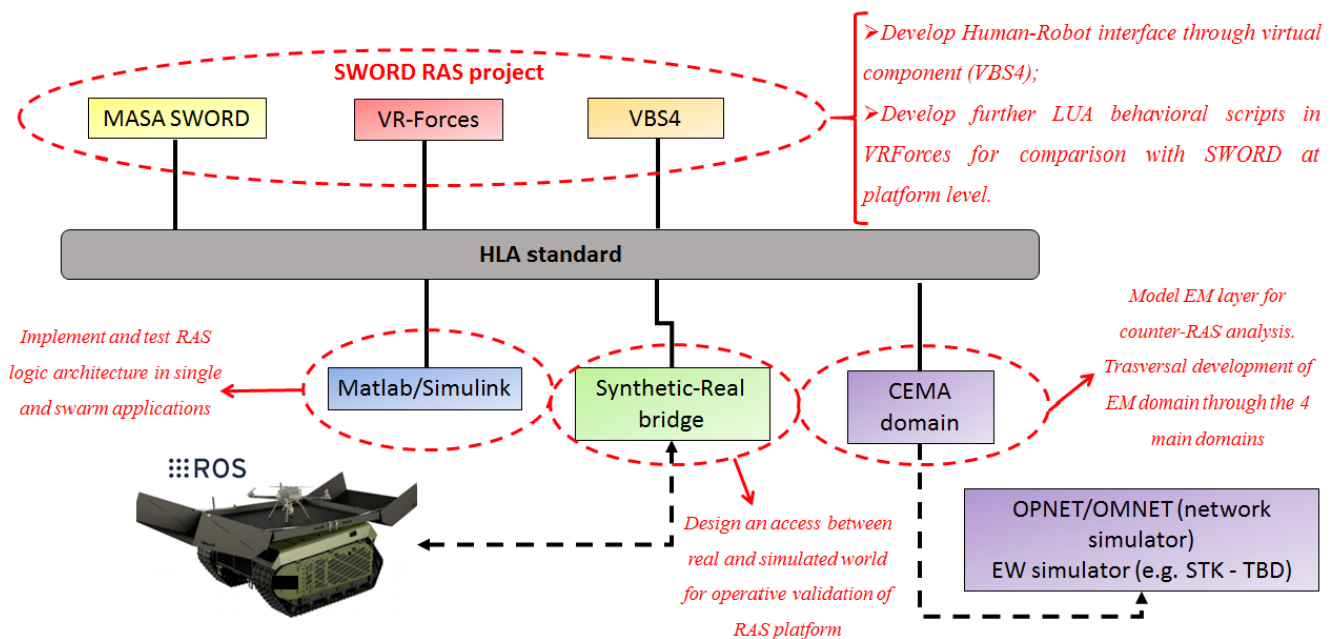 SWORD RAS project
MASA SWORD
VR-Forces
VBS4
➢Develop Human-Robot interface through virtual
component (VBS4);
➢Develop further LUA behavioral scripts in
VRForces for comparison with SWORD at
platform level.
HLA standard
Implement and test RAS
logic architecture in single
and swarm applications
Matlab/Simulink
Synthetic-Real
bridge
CEMA
domain
Model EM layer for
counter-RAS analysis.
Trasversal development of
EM domain through the 4
main domains
ROS
Design an access between
real and simulated world
for operative validation of
RAS platform
OPNET/OMNET (network
simulator)
EW simulator (e.g. STK - TBD)